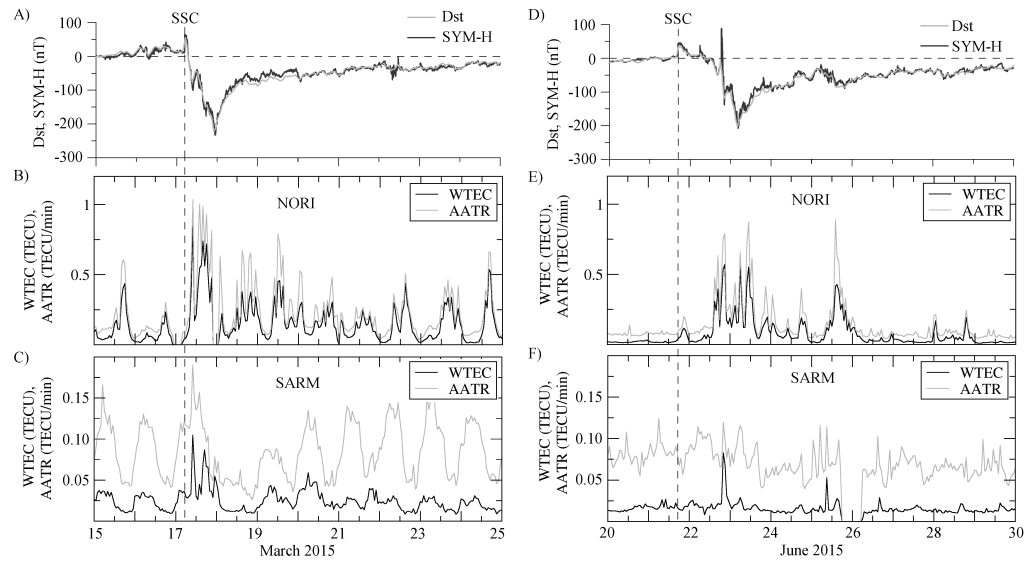 A)
SSC
Dst
SYM-H
100
0
-100
-200
-300
Dst, SYM-H (nT)
B)
NORI
WTEC
AATR
1
0.5
WTEC (TECU),
AATR (TECU/min)
C)
SARM
WTEC
AATR
0.15
0.10
0.05
WTEC (TECU),
AATR (TECU/min)
15 17 19 21 23 25
March 2015
D)
SSC
Dst
SYM-H
100
0
-100
-200
-300
Dst, SYM-H (nT)
E)
NORI
WTEC
AATR
1
0.5
WTEC (TECU),
AATR (TECU/min)
F)
SARM
WTEC
AATR
0.15
0.10
0.05
WTEC (TECU),
AATR (TECU/min)
20 22 24 26 28 30
June 2015